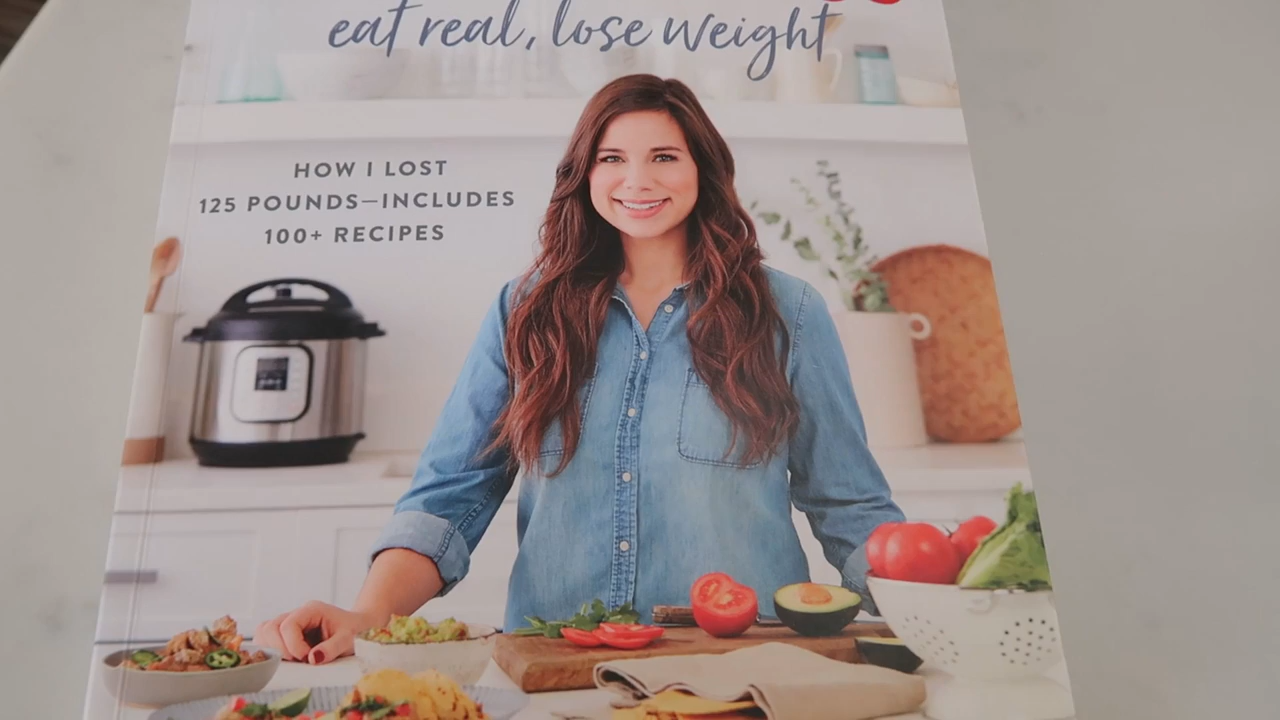 eat real, lose weight
HOW I LOST
125 POUNDS—INCLUDES
100+ RECIPES